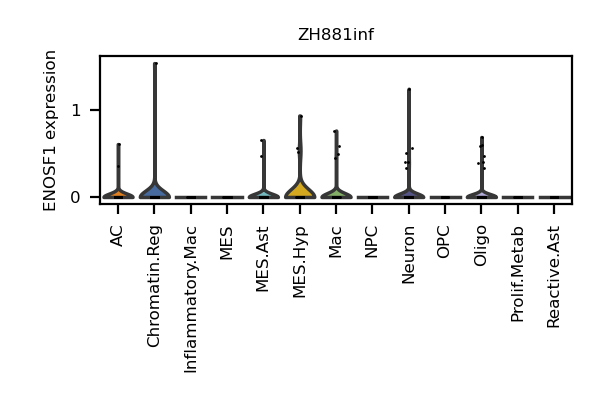 ZH881inf
ENOSF1 expression
1
0
AC
Chromatin.Reg
Inflammatory.Mac
MES
MES.Ast
MES.Hyp
Mac
NPC
Neuron
OPC
Oligo
Prolif.Metab
Reactive.Ast